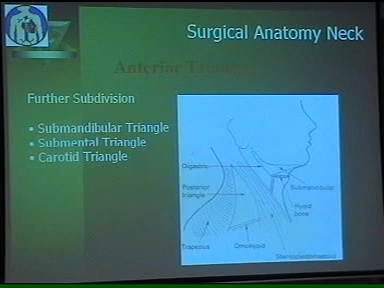 Surgical Anatomy Neck
Anterior Triangle
Further Subdivision
• Submandibular Triangle
• Submental Triangle
• Carotid Triangle
Digastric
Posterior
triangle
Submandibular
Hyoid
bone
Trapezius
Omohyoid
Sternocleidomastoid